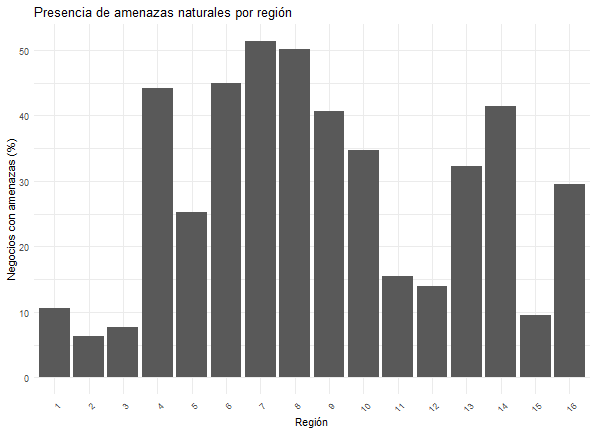 Presencia de amenazas naturales por región
Negocios con amenazas (%)
50
40
30
20
10
0
1 2 3 4 5 6 7 8 9 10 11 12 13 14 15 16
Región